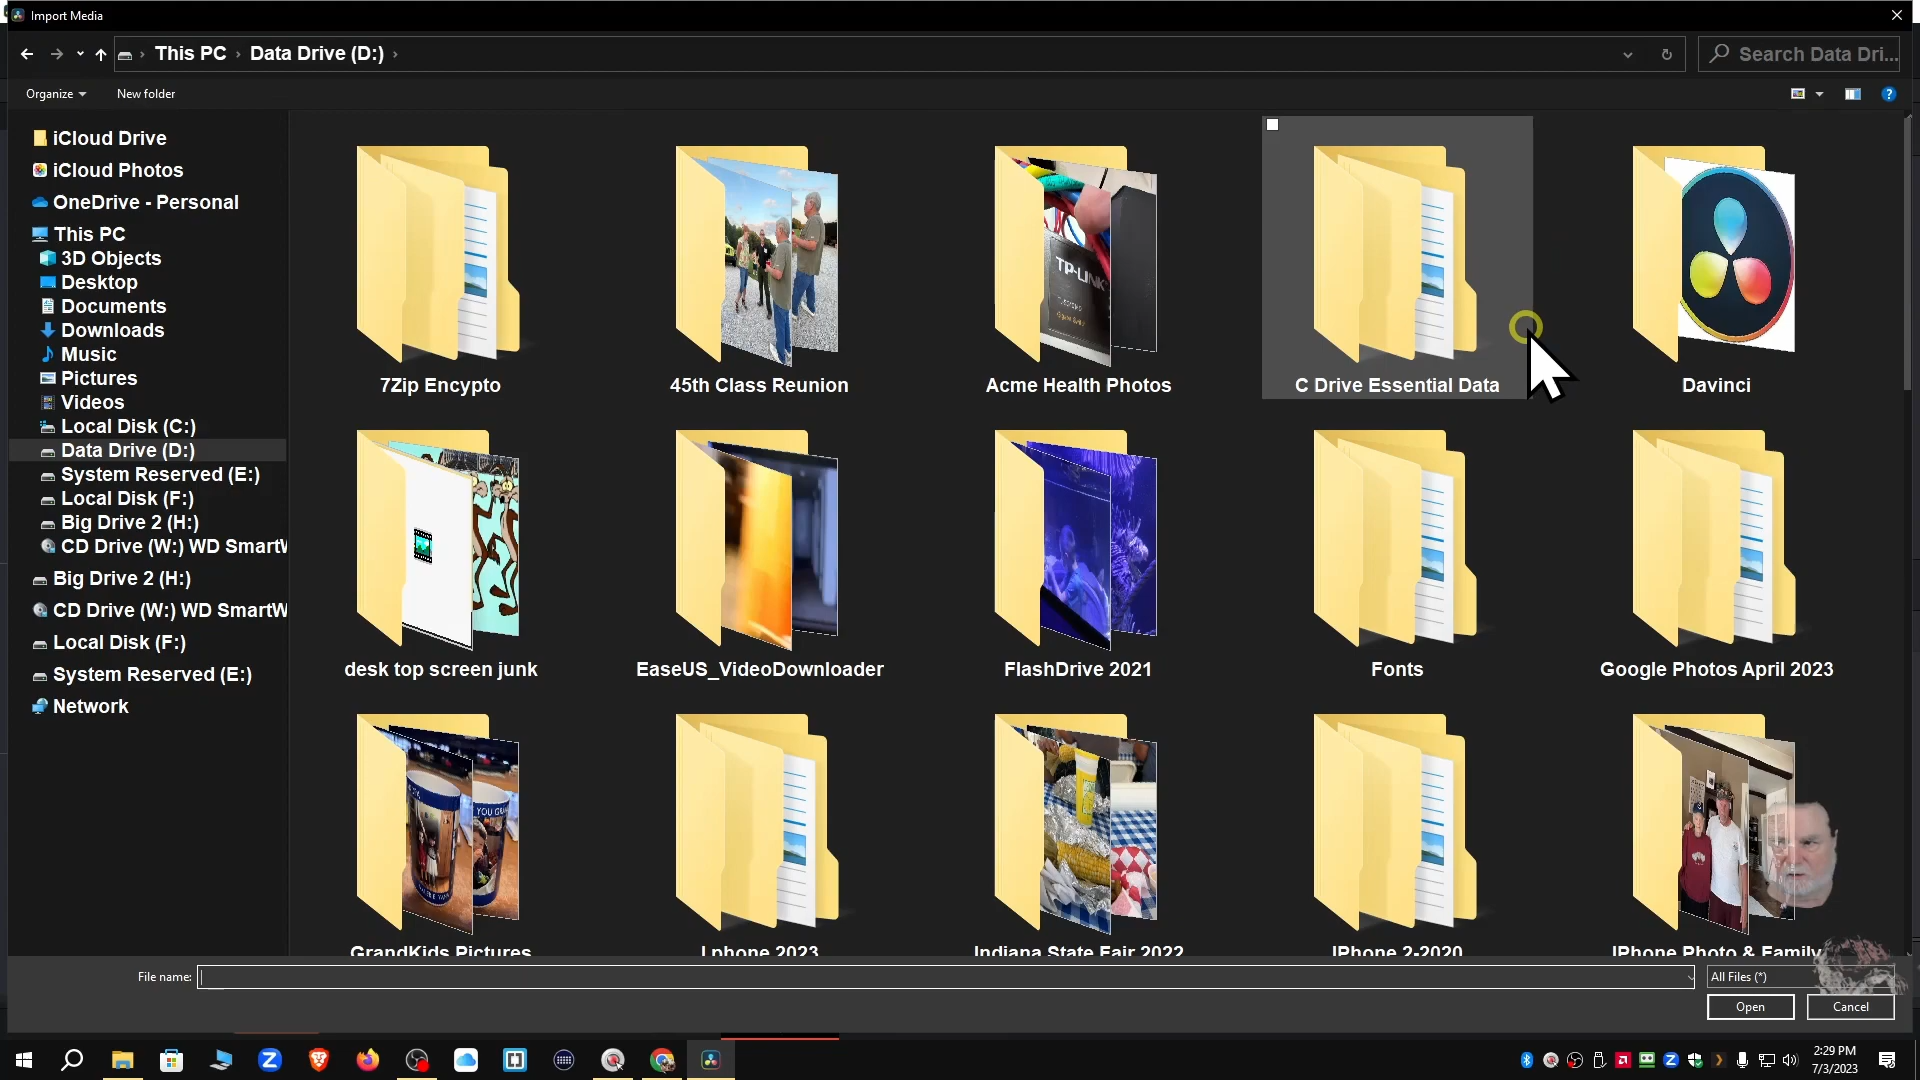 Import Media
This PC
Data Drive (D:)
Search Data Dri...
Organize
New folder
iCloud Drive
iCloud Photos
OneDrive - Personal
This PC
3D Objects
Desktop
Documents
Downloads
Music
Pictures
Videos
Local Disk (C:)
Data Drive (D:)
System Reserved (E:)
Local Disk (F:)
Big Drive 2 (H:)
CD Drive (W:) WD SmartW
Big Drive 2 (H:)
CD Drive (W:) WD SmartW
Local Disk (F:)
System Reserved (E:)
Network
TP-LINK
7Zip Encypto
45th Class Reunion
Acme Health Photos
C Drive Essential Data
Davinci
desk top screen junk
EaseUS_VideoDownloader
FlashDrive 2021
Fonts
Google Photos April 2023
YOU
GrandKids Pictures
Iphone 2023
Indiana State Fair 2022
IPhone 2-2020
IPhone Photo & Family
File name:
All Files (*)
Open
Cancel
2:29 PM
7/3/2023